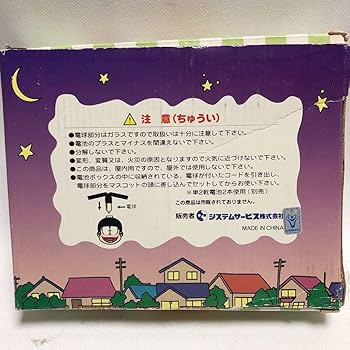 ⚠ 注意(ちゅうい)
●電球部分はガラスですので取扱いは十分に注意して下さい。
●電池のプラスとマイナスを間違えないで下さい。
●分解しないで下さい。
●変形、変質又は、火災の原因となりますので火気に近づけないで下さい。
●この商品は、屋内用ですので、屋外では使用しないで下さい。
●電池ボックスの中に収納されている、電球が付いたコードを引き出し、
電球部分をマスコットの頭に差し込んでセットしてからお使い下さい。
※単2乾電池2本使用(別売)
この商品は市販されておりません。
電球
販売者 システムサービス株式会社
MADE IN CHINA